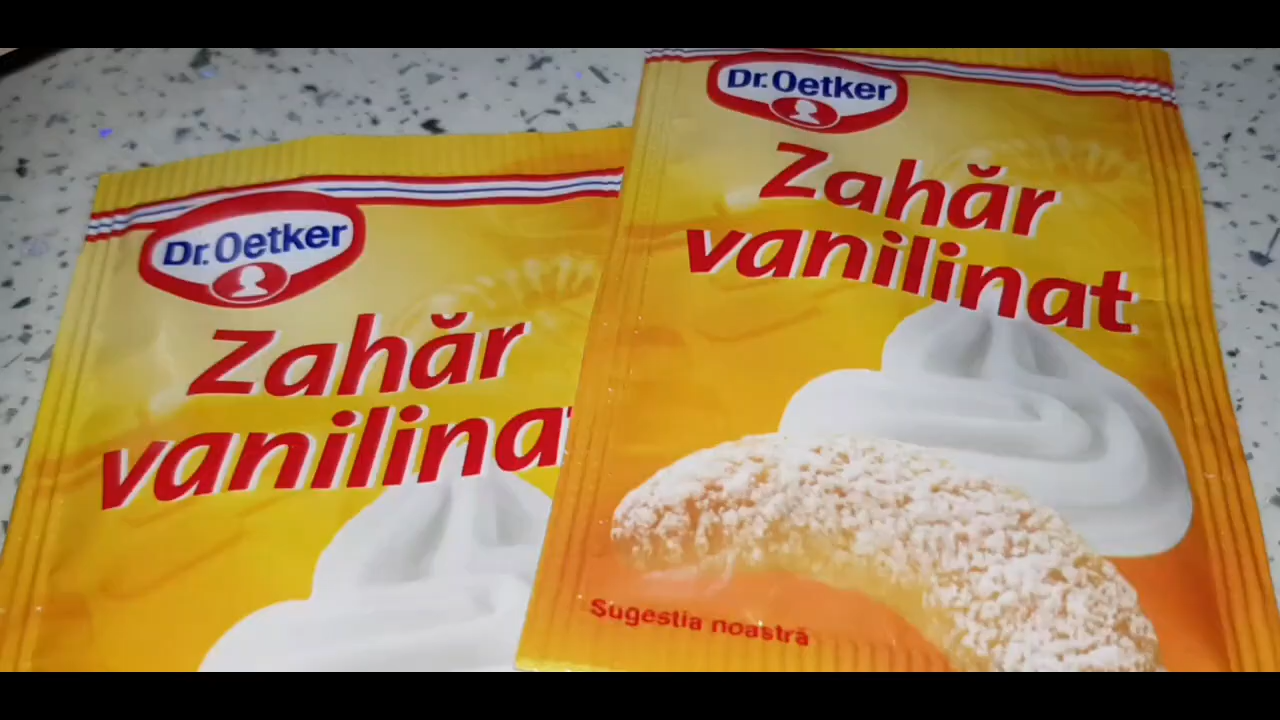 Dr. Oetker
Zahăr
vanilinat
Dr. Oetker
Zahăr
vanilinat
Sugestia noastră